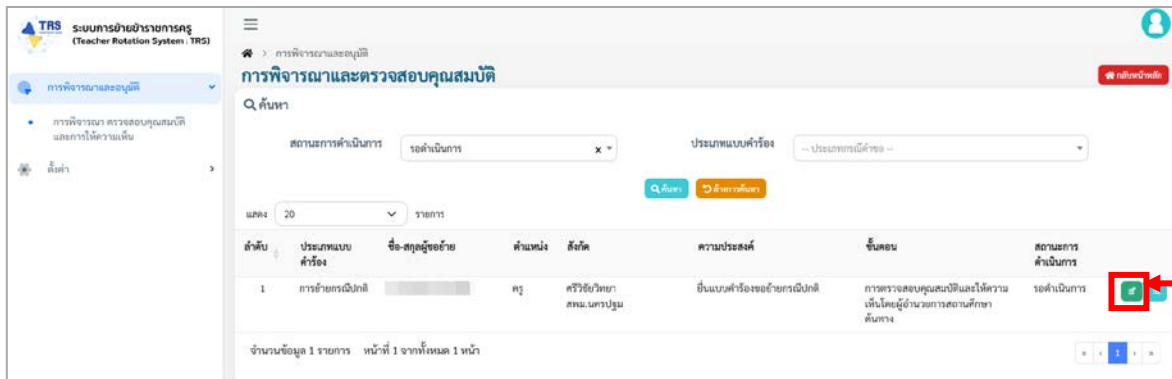 TRS ระบบการย้ายข้าราชการครู
(Teacher Rotation System : TRS)
การพิจารณาและอนุมัติ
การพิจารณา ตรวจสอบคุณสมบัติ
และการให้ความเห็น
ตั้งค่า
> การพิจารณาและอนุมัติ
การพิจารณาและตรวจสอบคุณสมบัติ
กลับหน้าหลัก
ค้นหา
สถานะการดำเนินการ รอดำเนินการ x ประเภทแบบคำร้อง -- ประเภทกรณีคำขอ --
ค้นหา ล้างการค้นหา
แสดง 20 รายการ
ลำดับ ประเภทแบบ ชื่อ-สกุลผู้ขอย้าย ตำแหน่ง สังกัด ความประสงค์ ขั้นตอน สถานะการ
คำร้อง ดำเนินการ
1 การย้ายกรณีปกติ ครู ศรีวิชัยวิทยา ยื่นแบบคำร้องขอย้ายกรณีปกติ การตรวจสอบคุณสมบัติและให้ความ รอดำเนินการ
สพม.นครปฐม เห็นโดยผู้อำนวยการสถานศึกษา
ต้นทาง
จำนวนข้อมูล 1 รายการ หน้าที่ 1 จากทั้งหมด 1 หน้า
« ‹ 1 › »